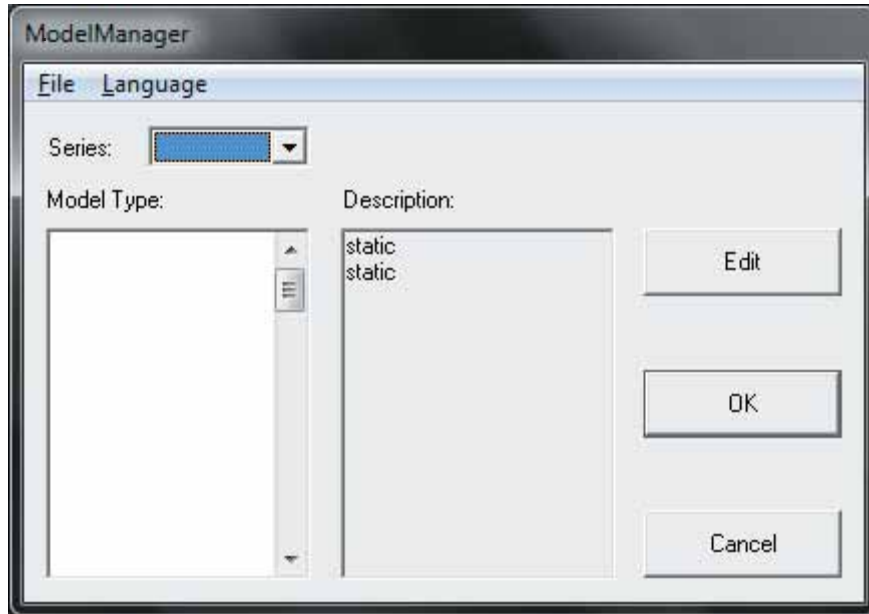 ModelManager
File Language
Series:
Model Type:
Description:
static
static
Edit
OK
Cancel